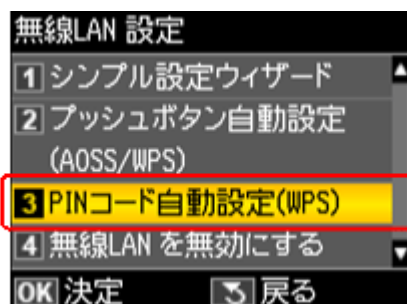 無線LAN 設定
1 シンプル設定ウィザード
2 プッシュボタン自動設定
(AOSS/WPS)
3 PINコード自動設定(WPS)
4 無線LAN を無効にする
OK 決定 戻る